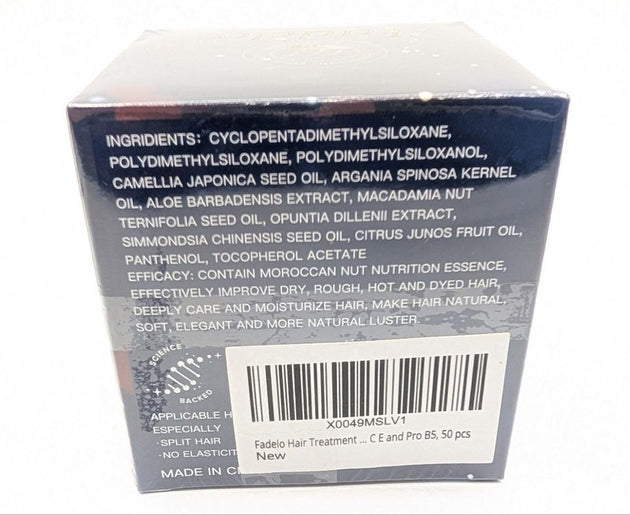 INGRIDIENTS: CYCLOPENTADIMETHYLSILOXANE,
POLYDIMETHYLSILOXANE, POLYDIMETHYLSILOXANOL,
CAMELLIA JAPONICA SEED OIL, ARGANIA SPINOSA KERNEL
OIL, ALOE BARBADENSIS EXTRACT, MACADAMIA NUT
TERNIFOLIA SEED OIL, OPUNTIA DILLENII EXTRACT,
SIMMONDSIA CHINENSIS SEED OIL, CITRUS JUNOS FRUIT OIL,
PANTHENOL, TOCOPHEROL ACETATE
EFFICACY: CONTAIN MOROCCAN NUT NUTRITION ESSENCE,
EFFECTIVELY IMPROVE DRY, ROUGH, HOT AND DYED HAIR,
DEEPLY CARE AND MOISTURIZE HAIR, MAKE HAIR NATURAL,
SOFT, ELEGANT AND MORE NATURAL LUSTER.
SCIENCE
BACKED
APPLICABLE H
ESPECIALLY
-SPLIT HAIR
-NO ELASTICIT
MADE IN
X0049MSLV1
Fadelo Hair Treatment ... C E and Pro B5, 50 pcs
New